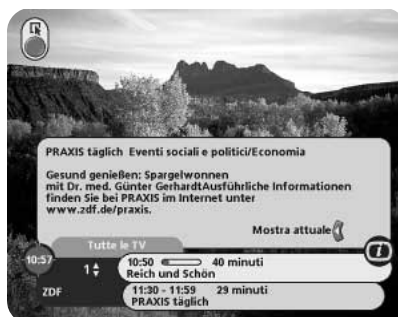 PRAXIS täglich Eventi sociali e politici/Economia
Gesund genießen: Spargelwonnen
mit Dr. med. Günter GerhardtAusführliche Informationen
finden Sie bei PRAXIS im Internet unter
www.zdf.de/praxis.
Mostra attuale
Tutte le TV
10:57
1
10:50 40 minuti
Reich und Schön
i
ZDF
11:30 - 11:59 29 minuti
PRAXIS täglich